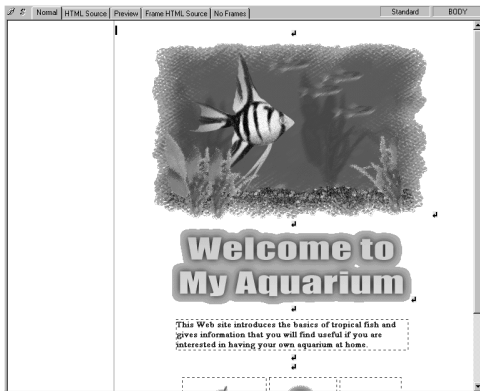 Normal HTML Source Preview Frame HTML Source No Frames Standard BODY
Welcome to
My Aquarium
This Web site introduces the basics of tropical fish and
gives information that you will find useful if you are
interested in having your own aquarium at home.